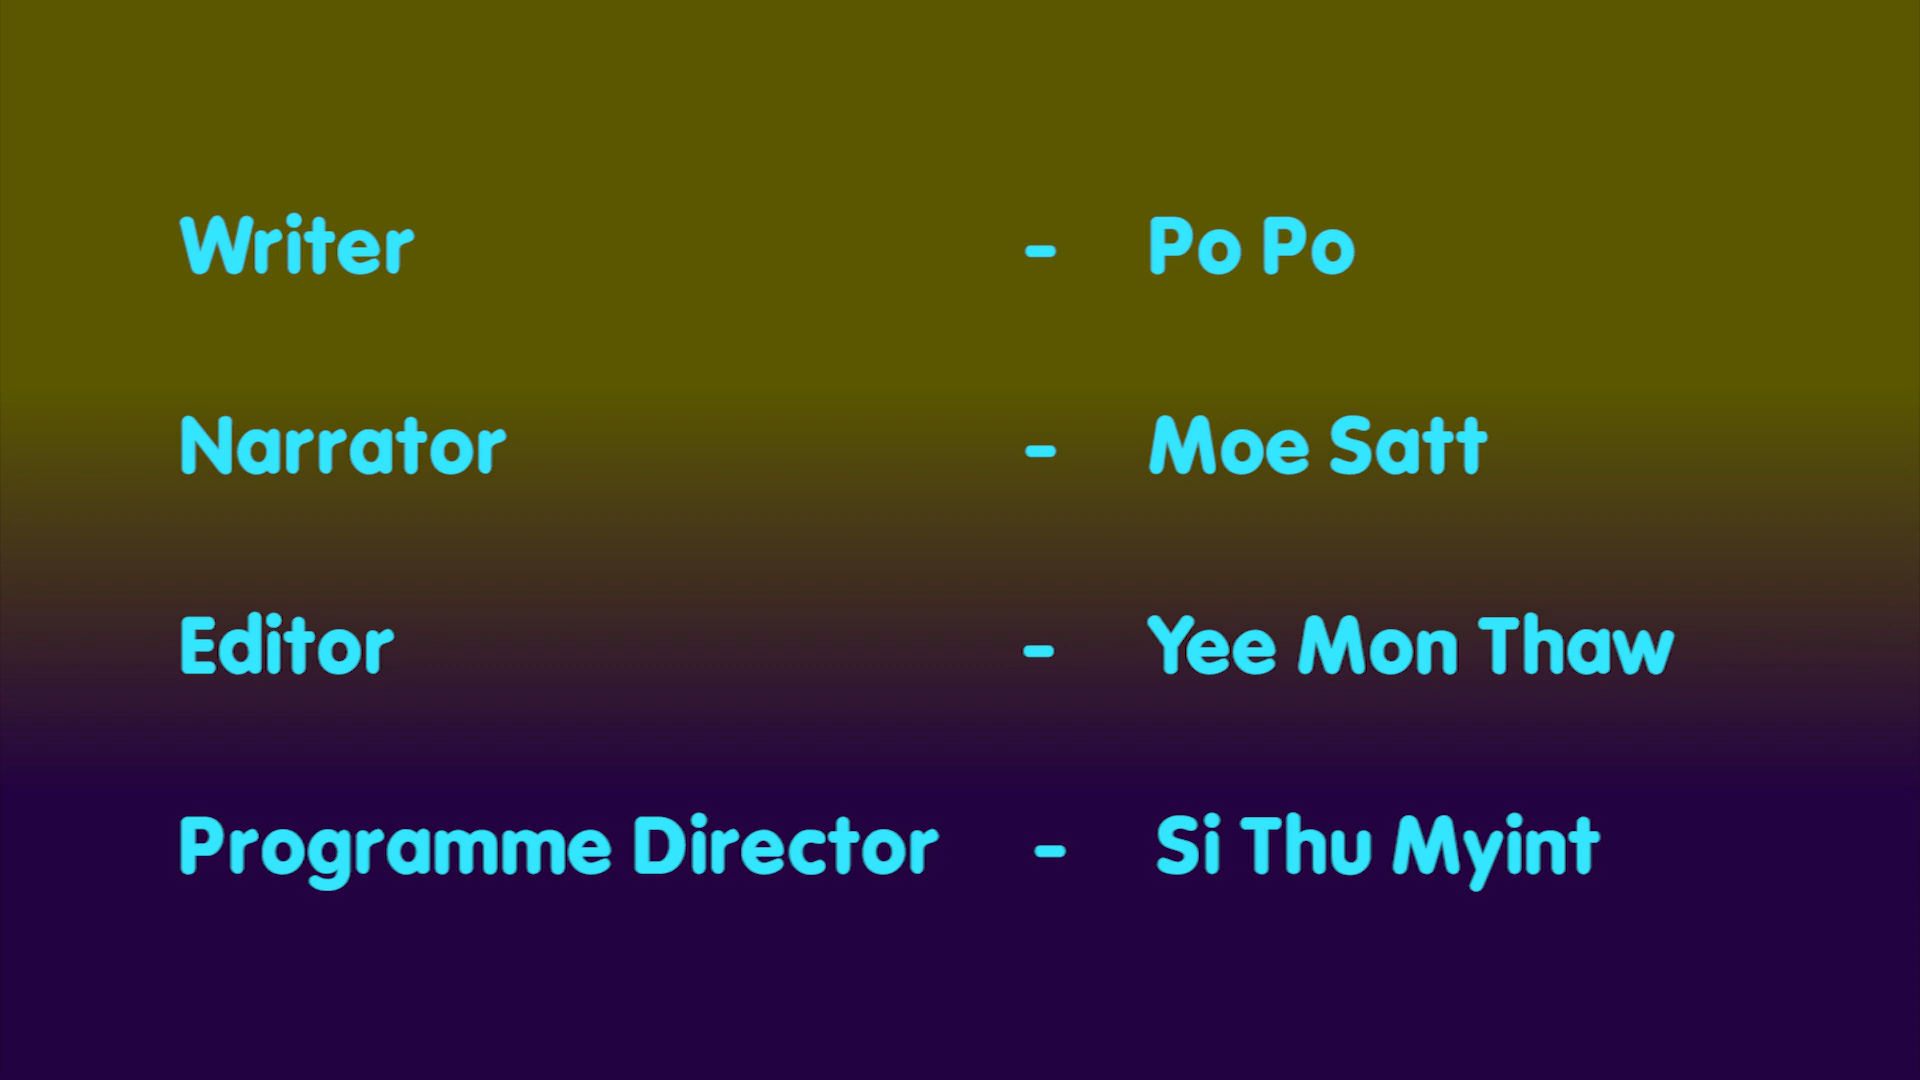 Writer - Po Po
Narrator - Moe Satt
Editor - Yee Mon Thaw
Programme Director - Si Thu Myint